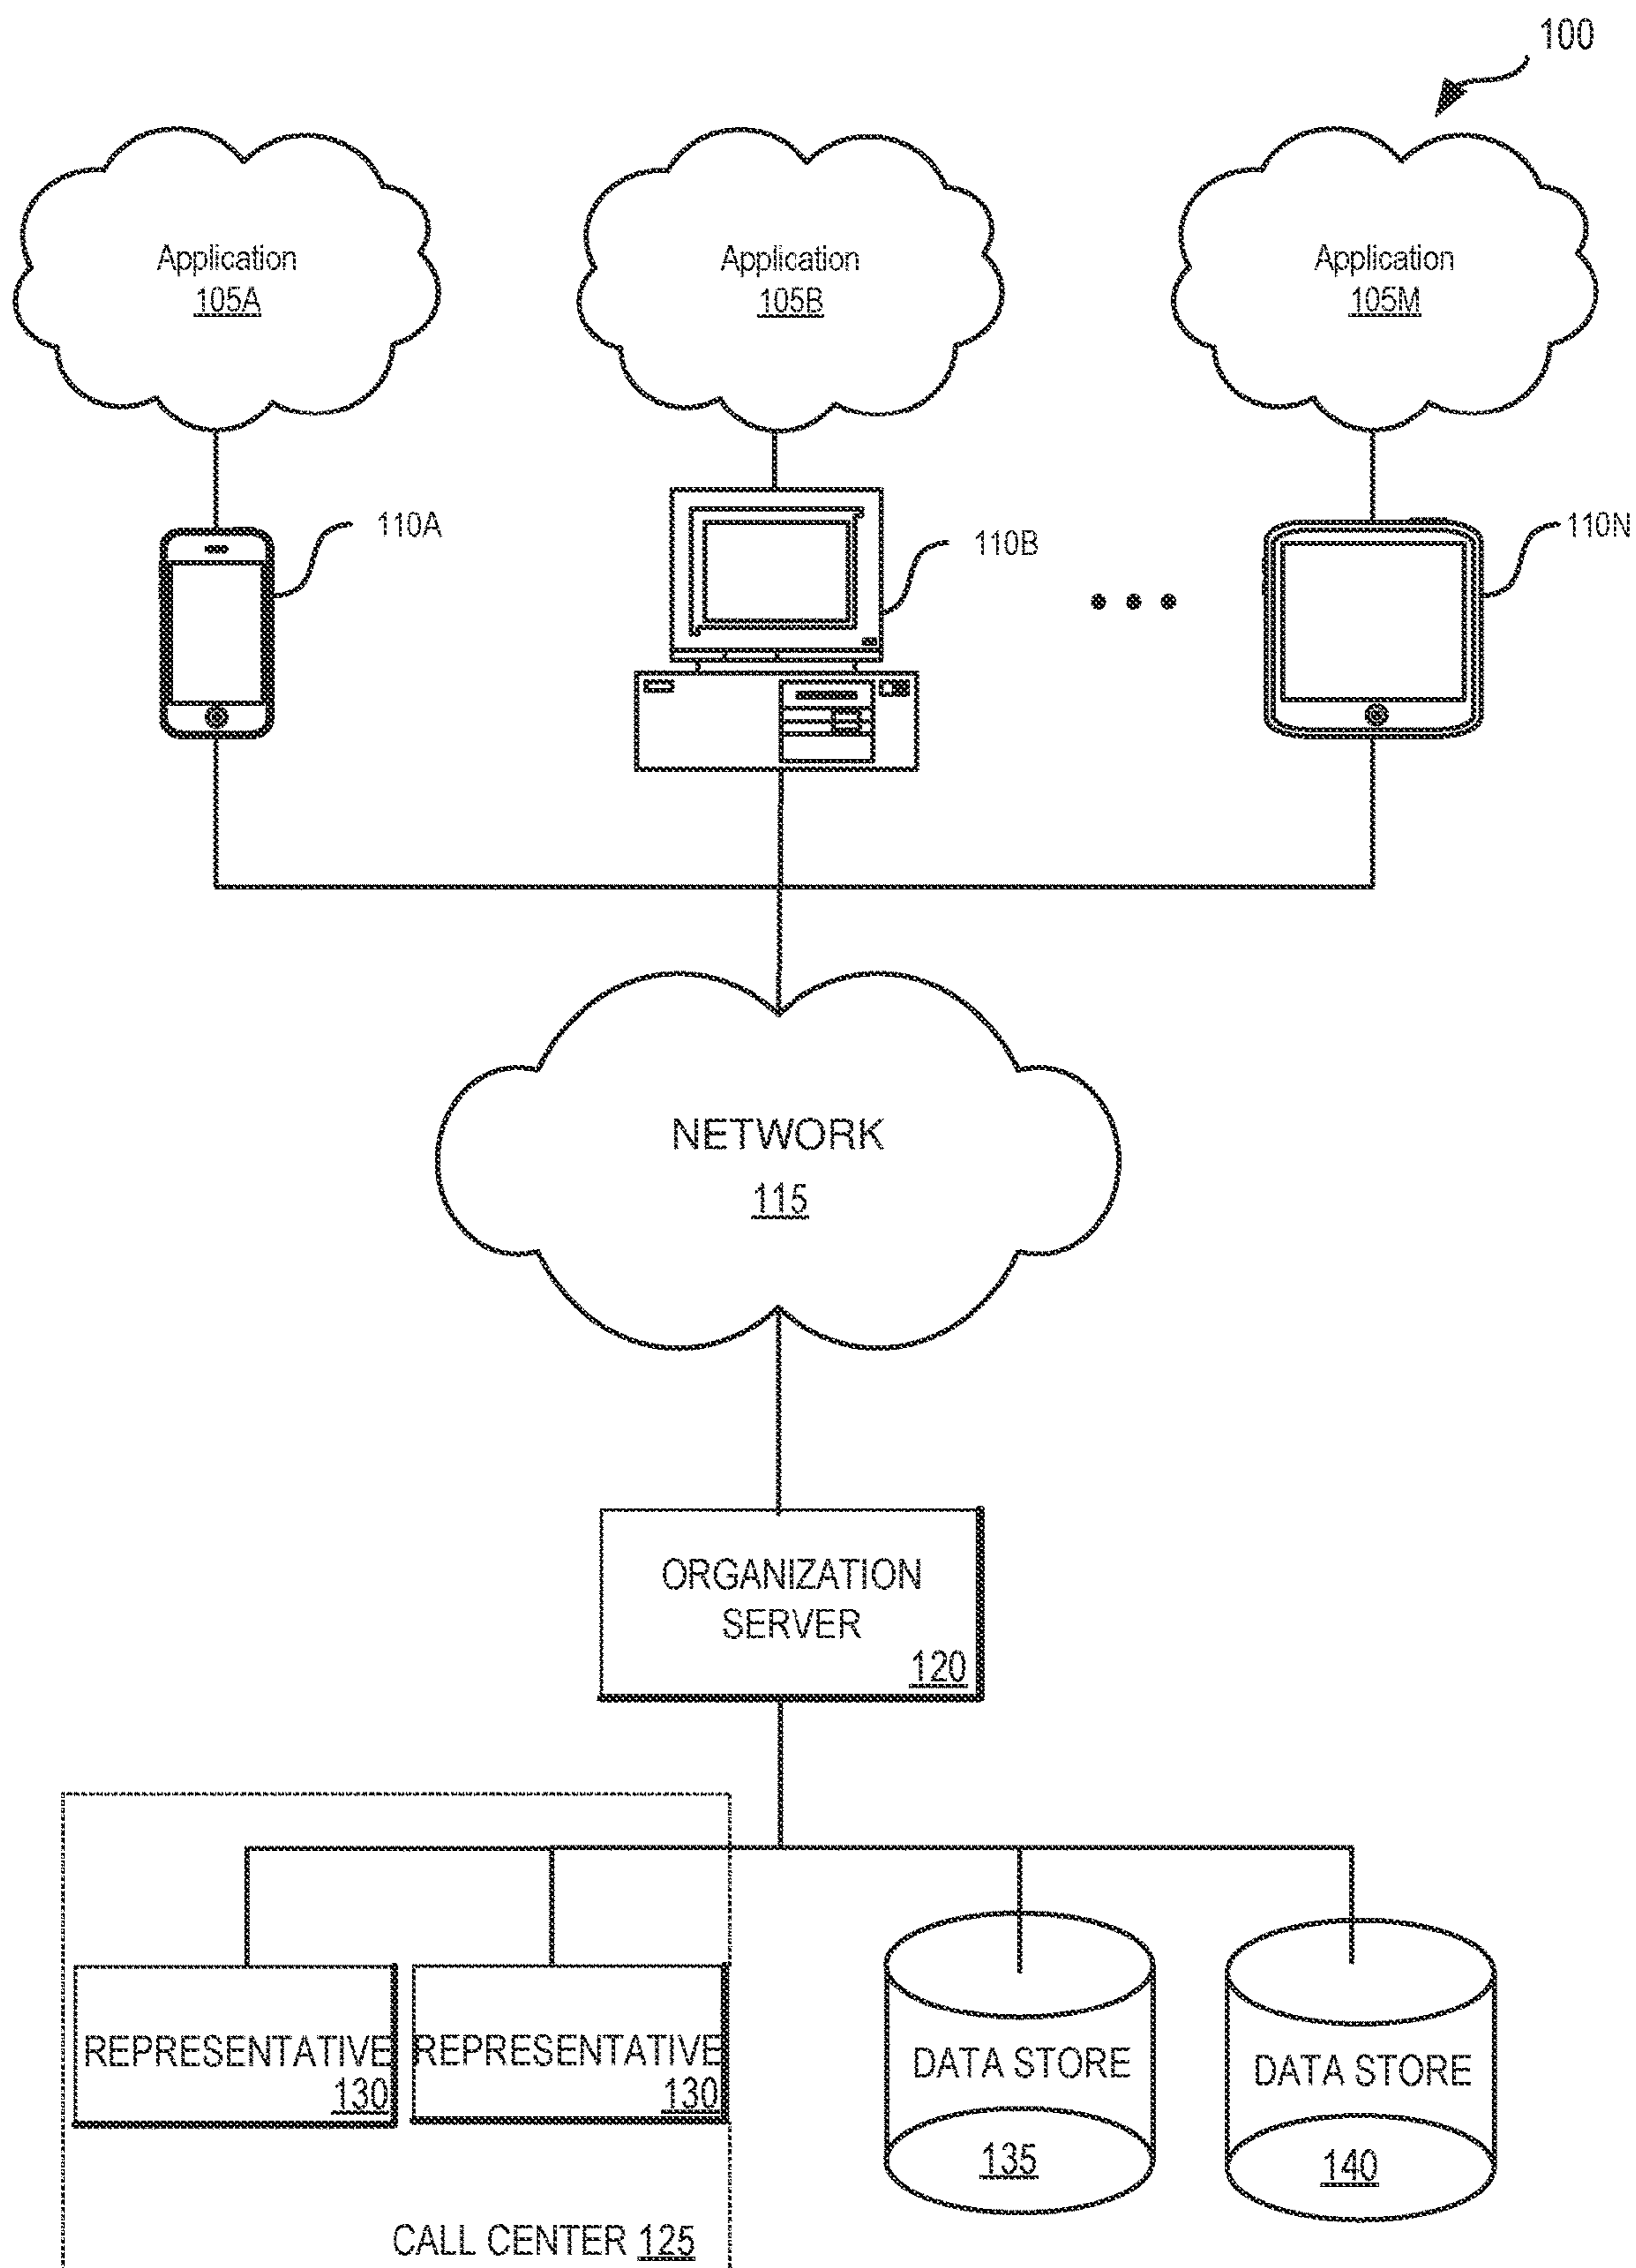 100
Application
105A
Application
105B
Application
105M
110A
110B
110N
NETWORK
115
ORGANIZATION
SERVER
120
REPRESENTATIVE
130
REPRESENTATIVE
130
DATA STORE
135
DATA STORE
140
CALL CENTER 125